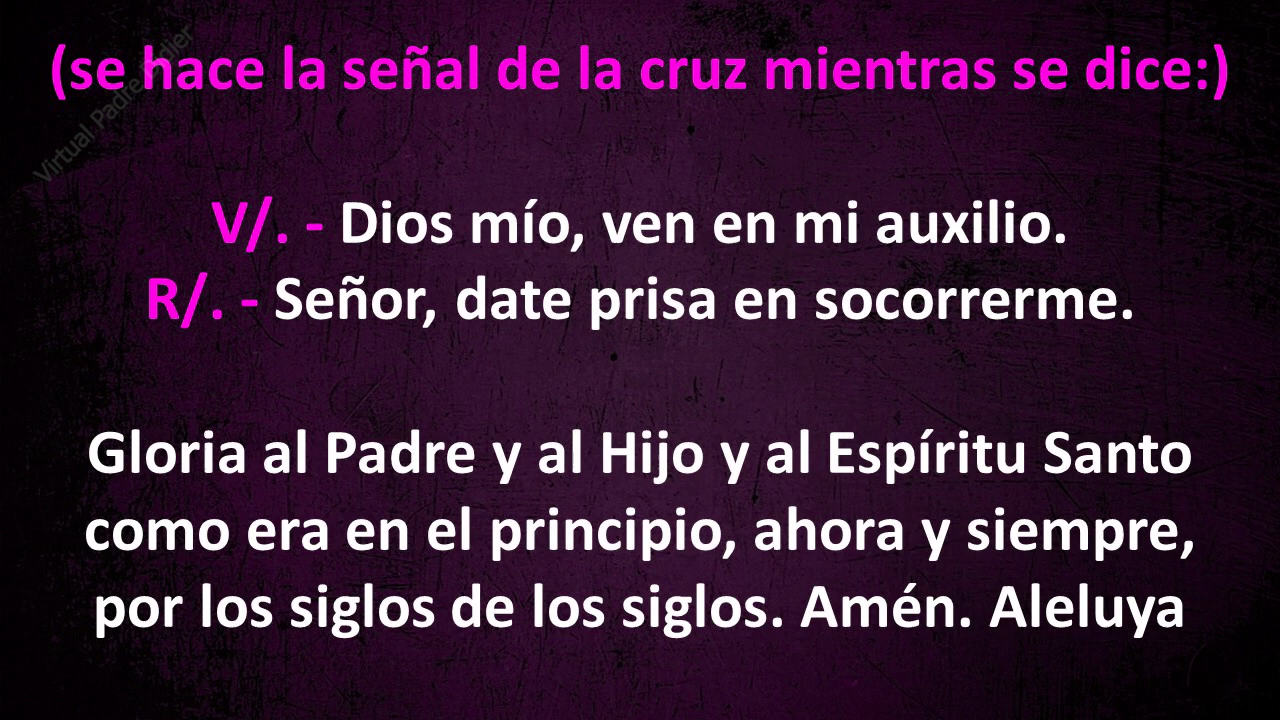 (se hace la señal de la cruz mientras se dice:)
V/. - Dios mío, ven en mi auxilio.
R/. - Señor, date prisa en socorrerme.
Gloria al Padre y al Hijo y al Espíritu Santo
como era en el principio, ahora y siempre,
por los siglos de los siglos. Amén. Aleluya
Virtual Padre